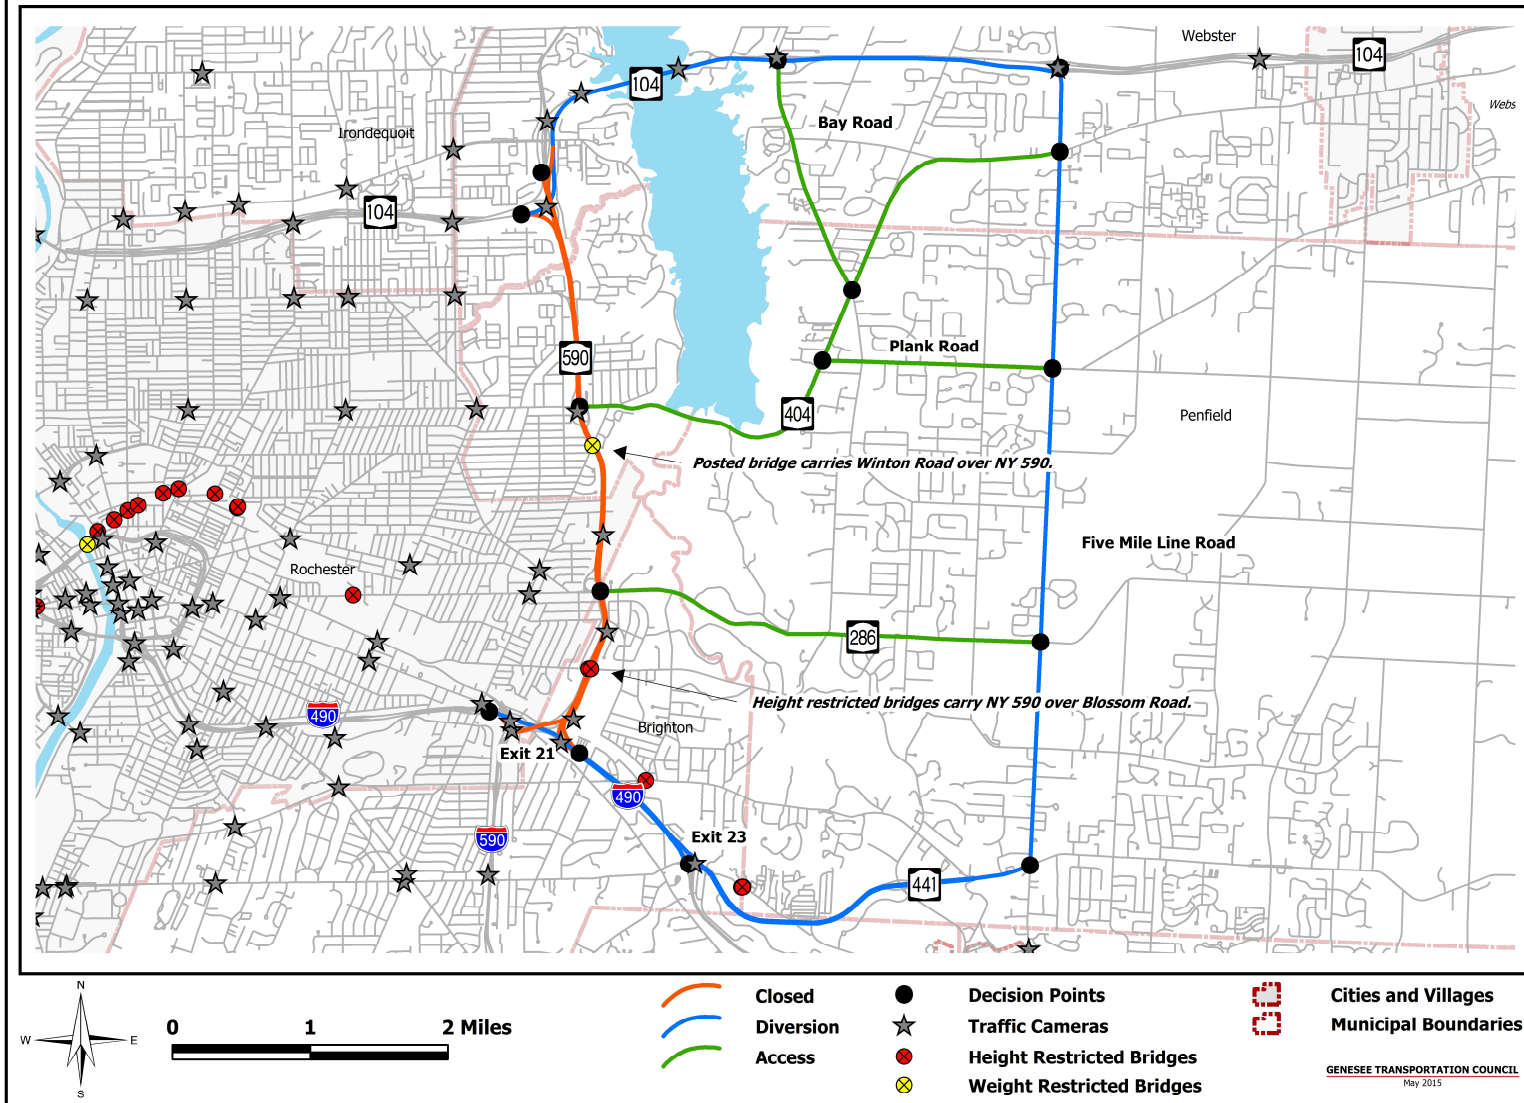 Webster
104
104
Webs
Bay Road
Irondequoit
104
590
Plank Road
404
Penfield
Posted bridge carries Winton Road over NY 590.
Five Mile Line Road
Rochester
286
Height restricted bridges carry NY 590 over Blossom Road.
490
Brighton
Exit 21
490
590
Exit 23
441
N
W
E
S
0 1 2 Miles
Closed
Diversion
Access
Decision Points
Traffic Cameras
Height Restricted Bridges
Weight Restricted Bridges
Cities and Villages
Municipal Boundaries
GENESEE TRANSPORTATION COUNCIL
May 2015